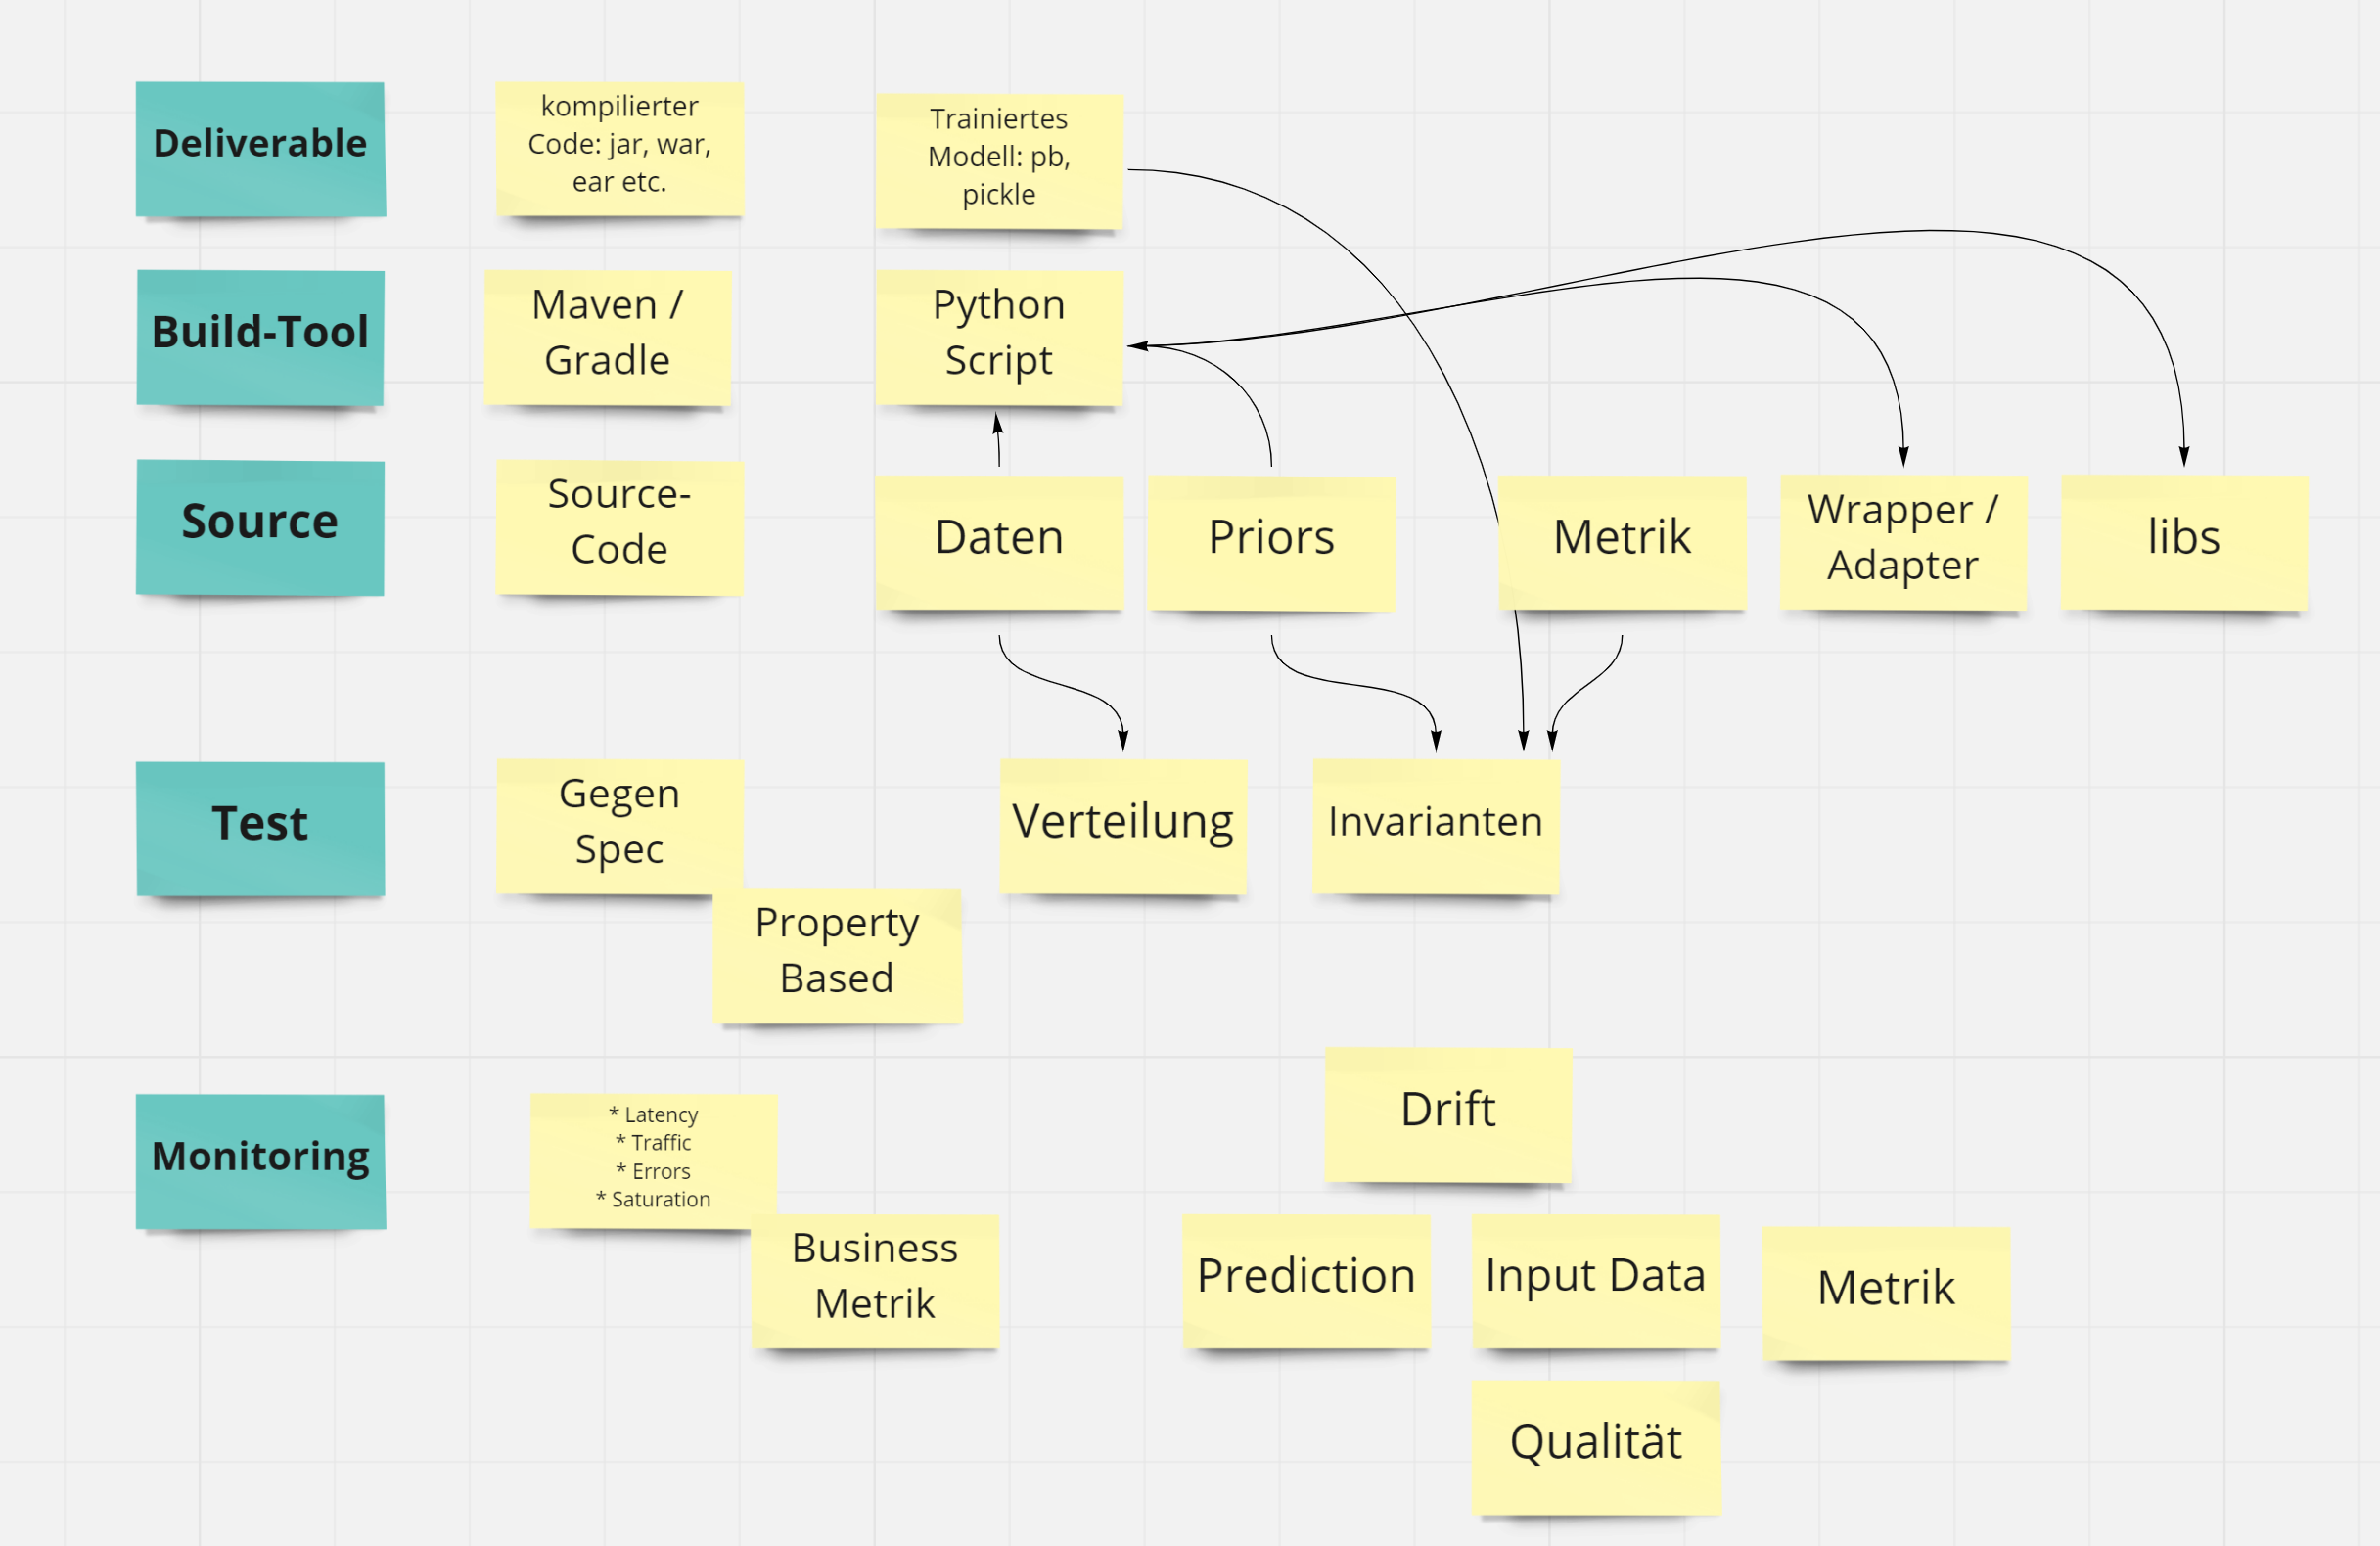 Deliverable
kompilierter
Code: jar, war,
ear etc.
Trainiertes
Modell: pb,
pickle
Build-Tool
Maven /
Gradle
Python
Script
Source
Source-
Code
Daten
Priors
Metrik
Wrapper /
Adapter
libs
Test
Gegen
Spec
Property
Based
Verteilung
Invarianten
Monitoring
* Latency
* Traffic
* Errors
* Saturation
Business
Metrik
Drift
Prediction
Input Data
Metrik
Qualität